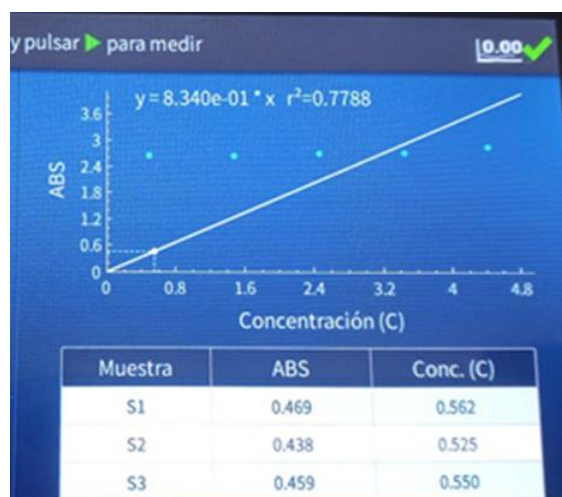 y pulsar ▶ para medir
0.00
y=8.340e-01 * x r²=0.7788
3.6
3
2.4
1.8
1.2
0.6
0
ABS
0 0.8 1.6 2.4 3.2 4 4.8
Concentración (C)
Muestra ABS Conc. (C)
S1 0.469 0.562
S2 0.438 0.525
S3 0.459 0.550